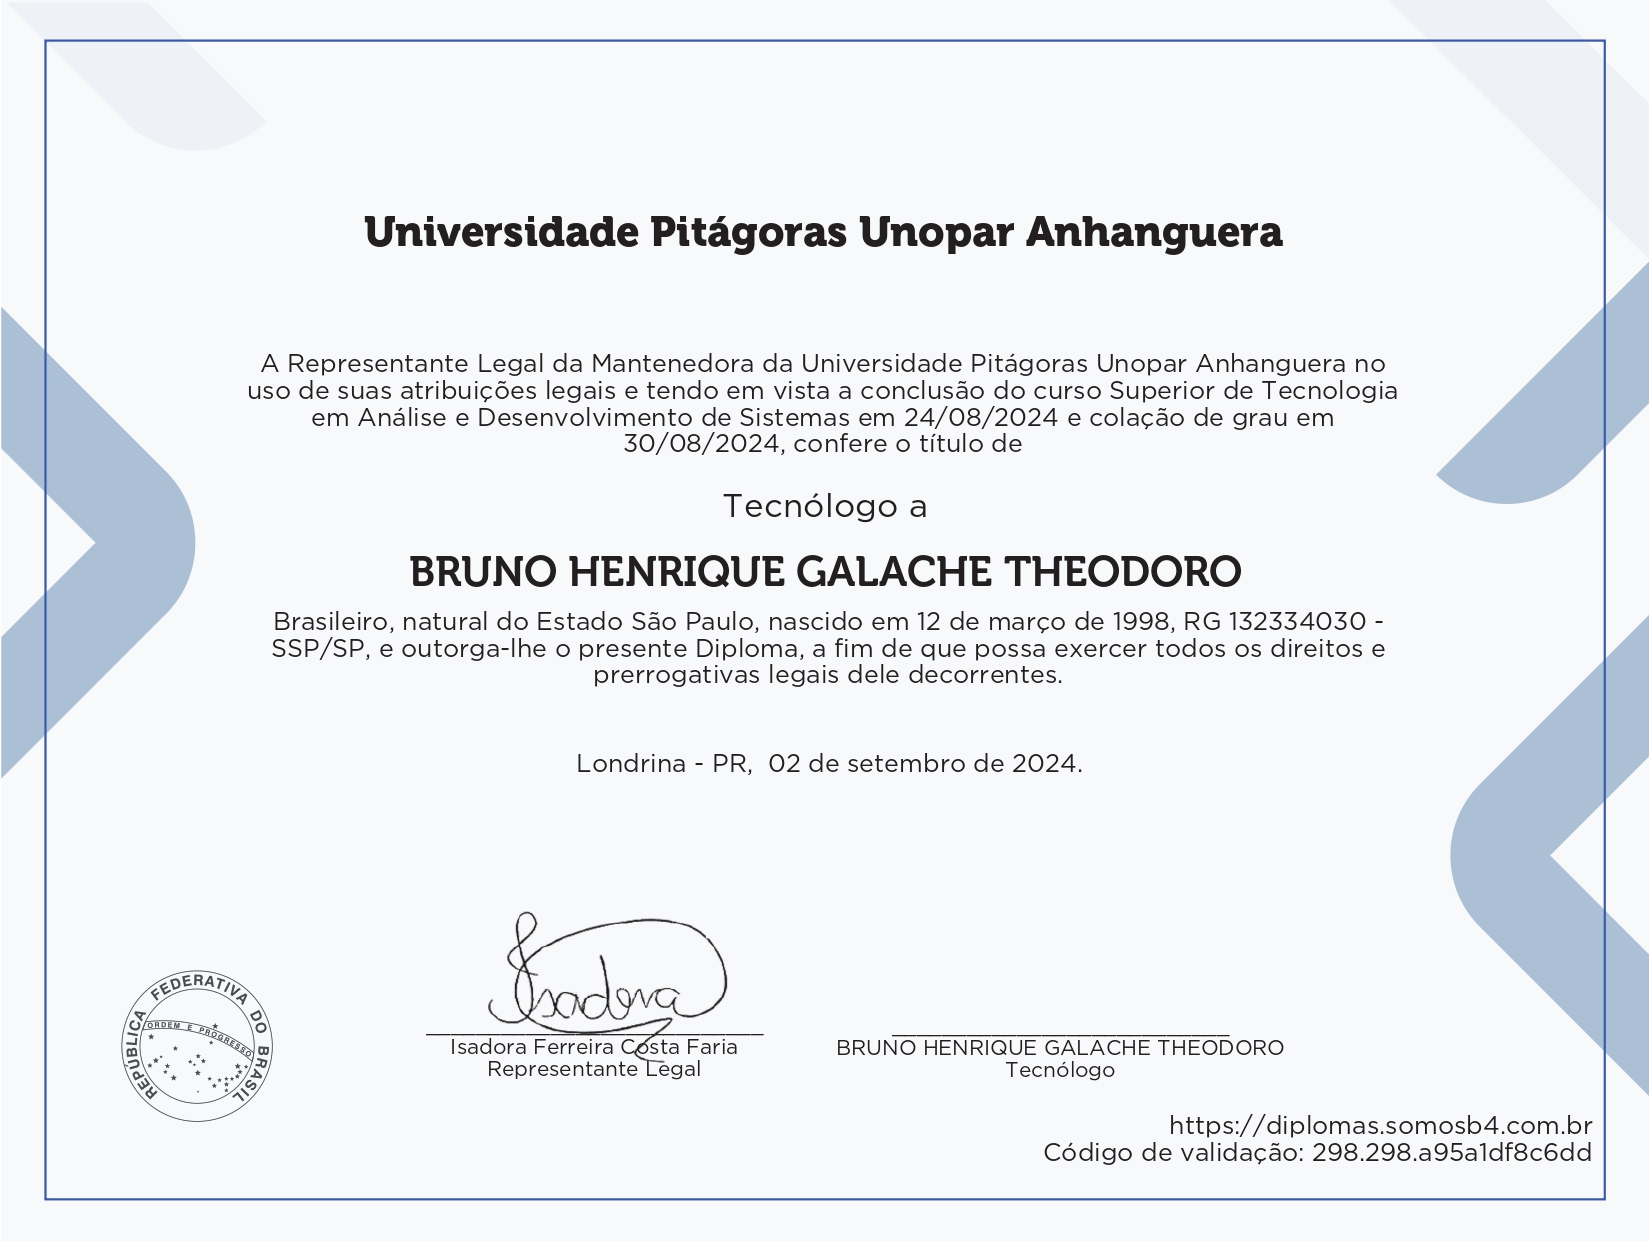 Universidade Pitágoras Unopar Anhanguera
A Representante Legal da Mantenedora da Universidade Pitágoras Unopar Anhanguera no
uso de suas atribuições legais e tendo em vista a conclusão do curso Superior de Tecnologia
em Análise e Desenvolvimento de Sistemas em 24/08/2024 e colação de grau em
30/08/2024, confere o título de
Tecnólogo a
BRUNO HENRIQUE GALACHE THEODORO
Brasileiro, natural do Estado São Paulo, nascido em 12 de março de 1998, RG 132334030 -
SSP/SP, e outorga-lhe o presente Diploma, a fim de que possa exercer todos os direitos e
prerrogativas legais dele decorrentes.
Londrina - PR,  02 de setembro de 2024.
REPÚBLICA FEDERATIVA DO BRASIL
ORDEM E PROGRESSO
Isadora
Isadora Ferreira Costa Faria
Representante Legal
BRUNO HENRIQUE GALACHE THEODORO
Tecnólogo
https://diplomas.somosb4.com.br
Código de validação: 298.298.a95a1df8c6dd